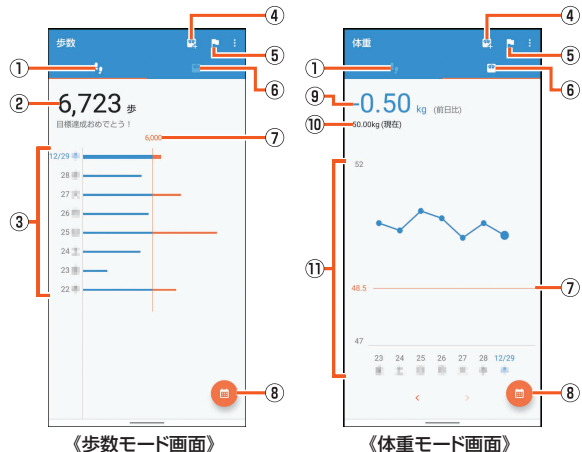 ④
④
歩数
体重
⑤
⑤
①
①
⑥
⑥
② 6,723 歩
目標達成おめでとう！
⑨ -0.50 kg (前日比)
⑩ 50.00kg (現在)
6,000 ⑦
③
12/29
28
27
26
25
24
23
22
⑪
52
48.5 ⑦
47
23 24 25 26 27 28 12/29
⑧
⑧
《歩数モード画面》
《体重モード画面》